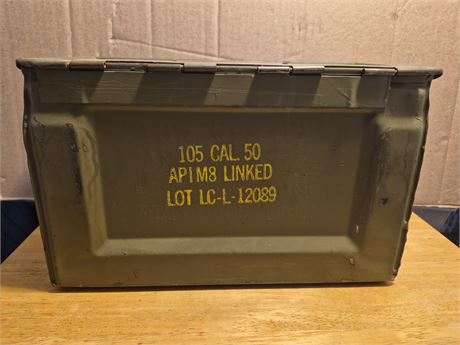 105 CAL. 50
API M8 LINKED
LOT LC-L-12089